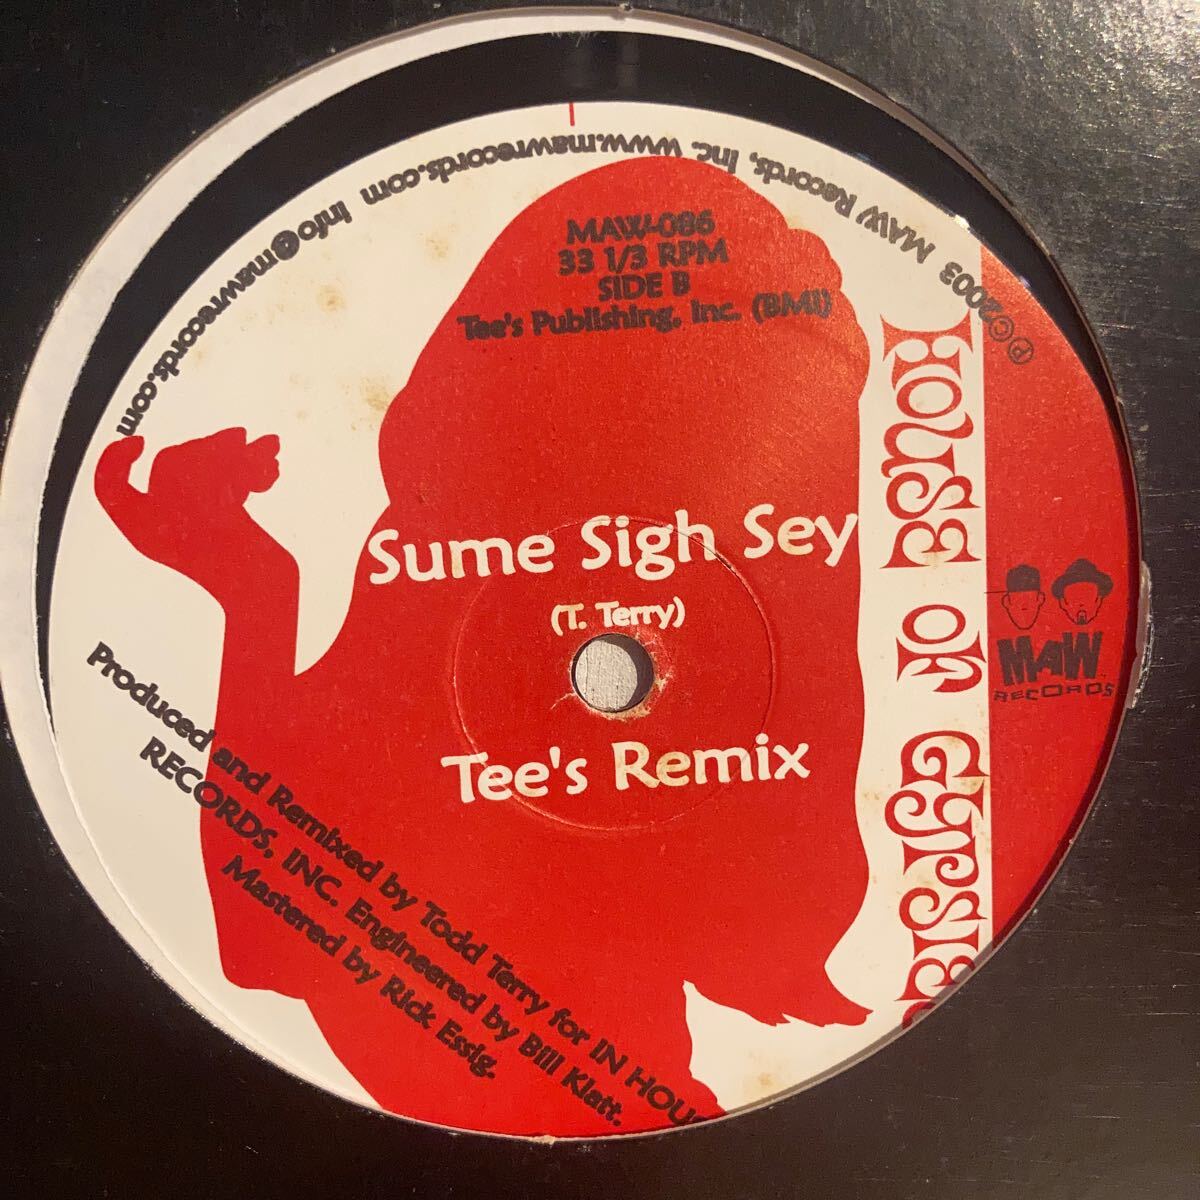 MAW-086
33 1/3 RPM
SIDE B
Tee's Publishing, Inc. (BMI)
Sume Sigh Sey
(T. Terry)
Tee's Remix
Produced and Remixed by Todd Terry for IN HOUSE
RECORDS, INC. Engineered by Bill Klatt.
Mastered by Rick Essig.
HOUSE OF GYPSIES
MAW
RECORDS
℗©2003 MAW Records, Inc. www.mawrecords.com info@mawrecords.com